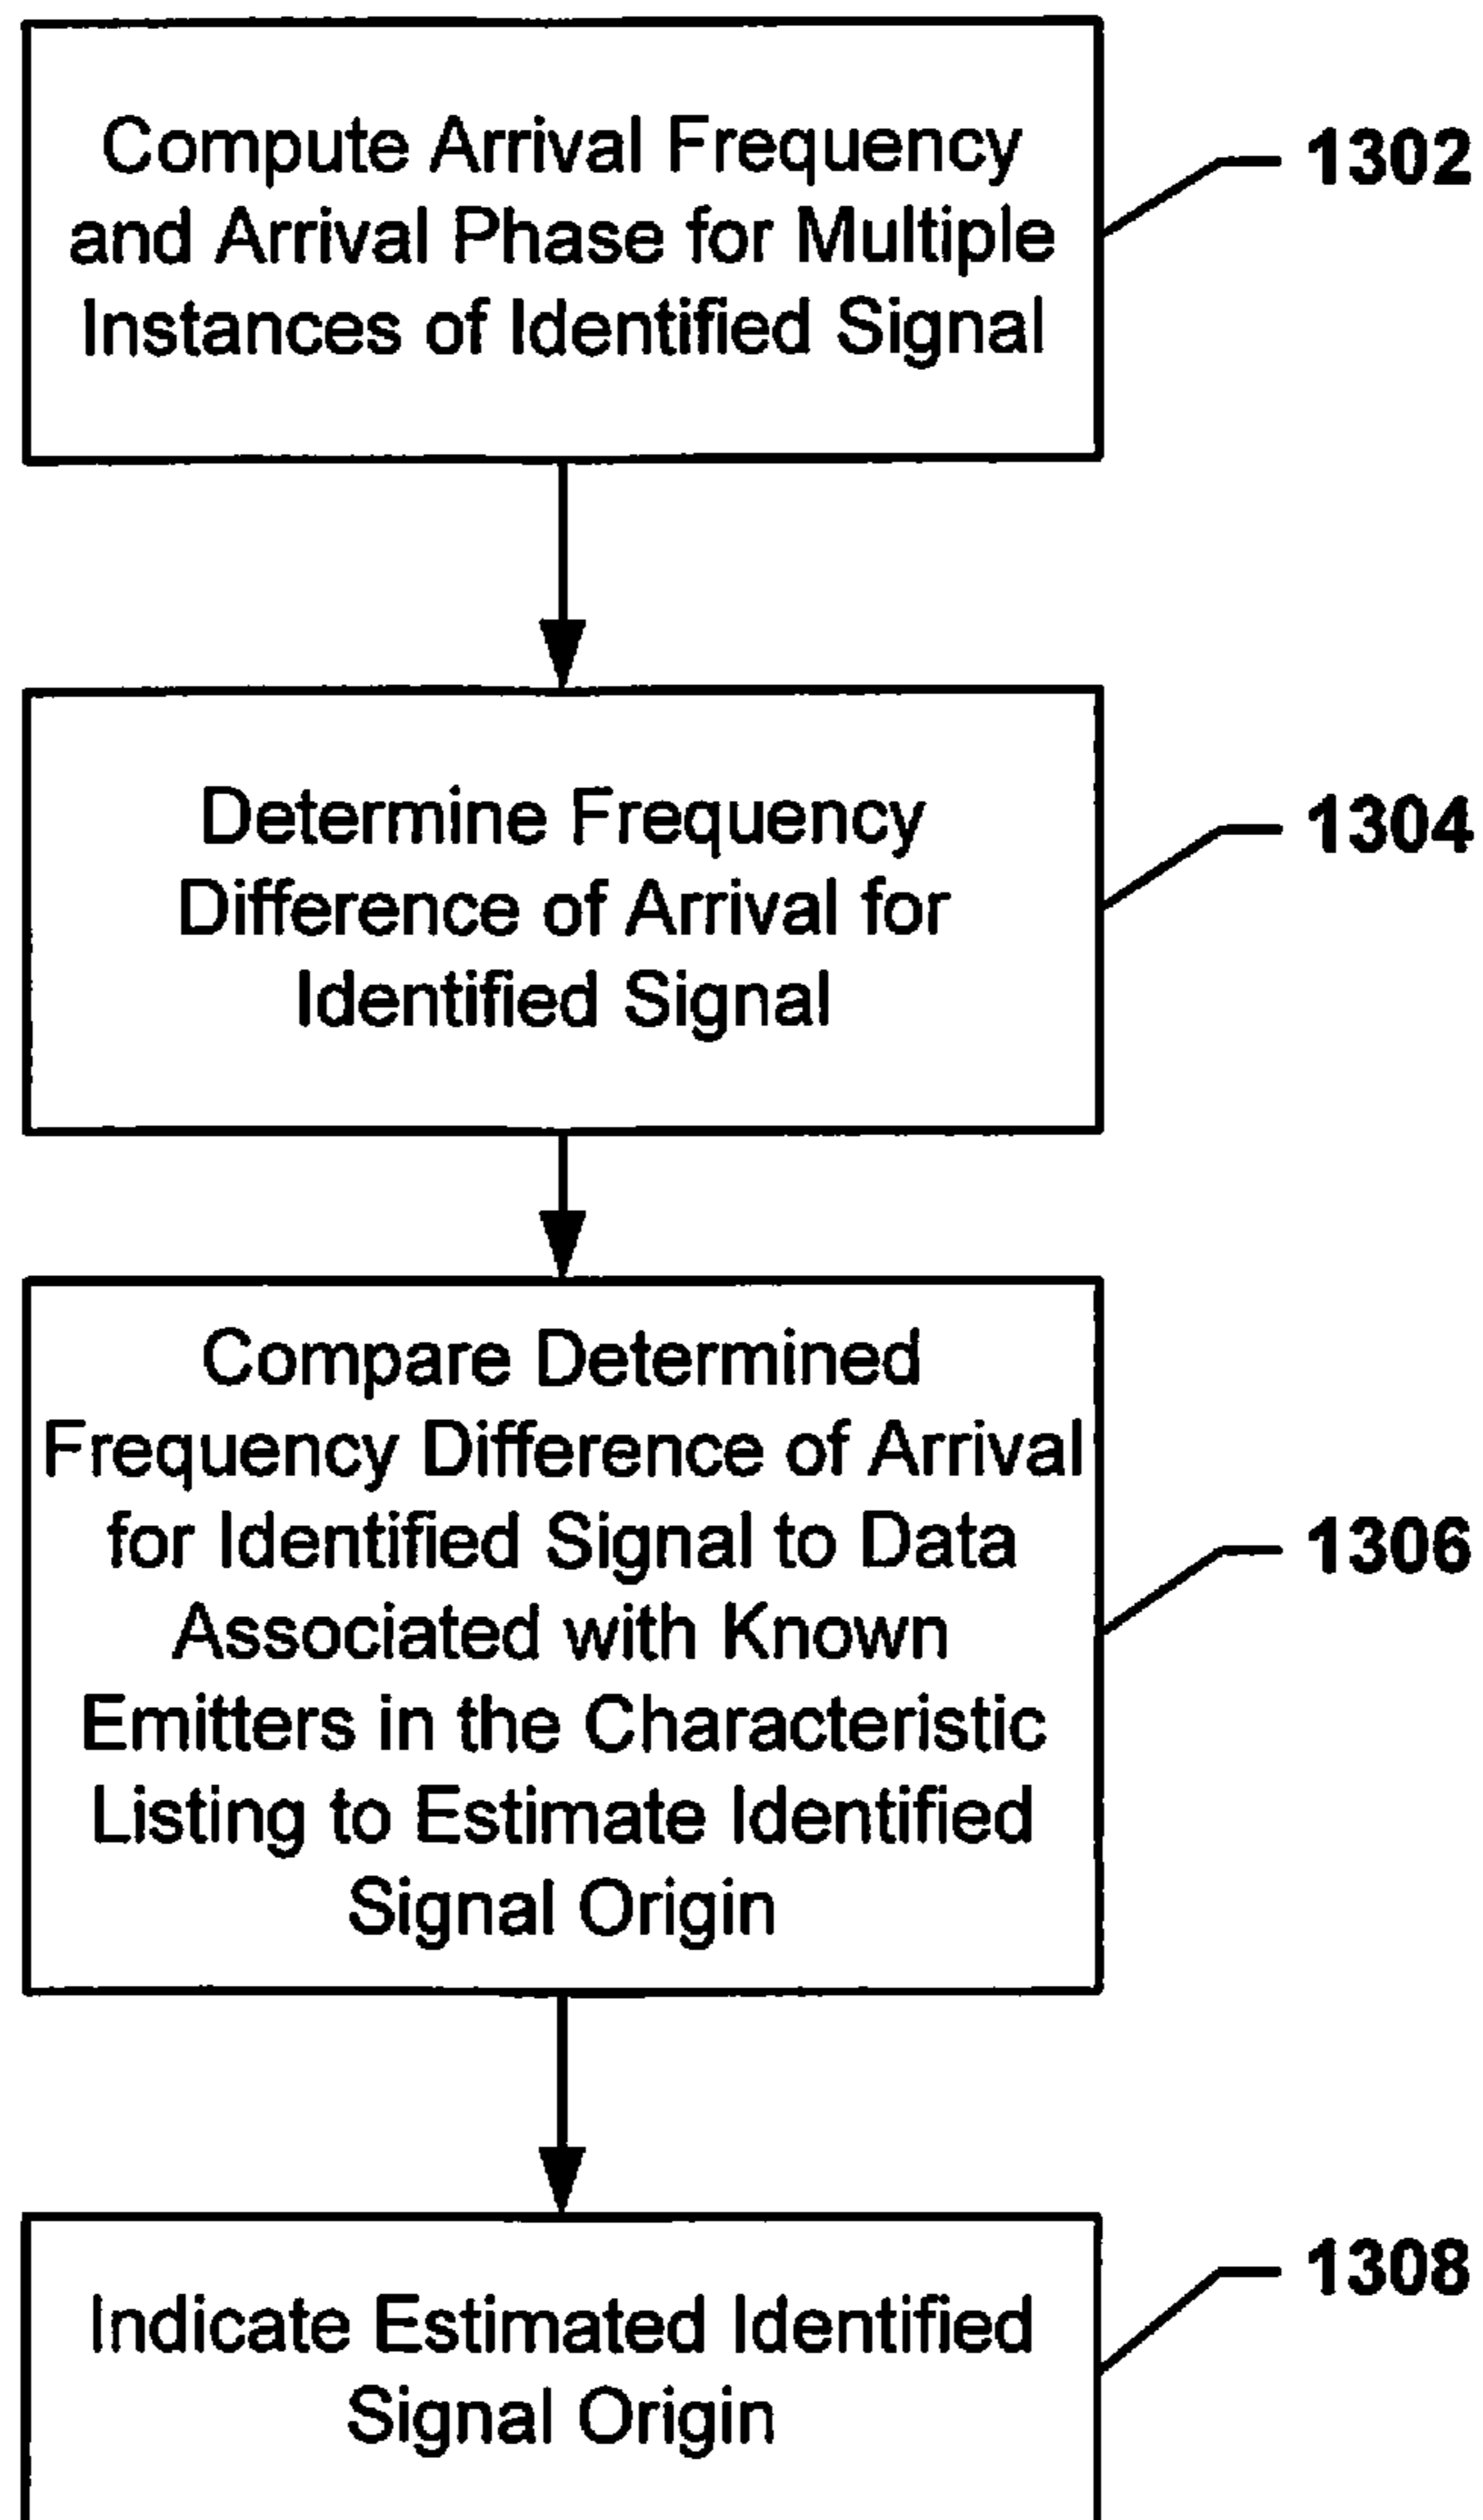 Compute Arrival Frequency
and Arrival Phase for Multiple
Instances of Identified Signal
1302
Determine Frequency
Difference of Arrival for
Identified Signal
1304
Compare Determined
Frequency Difference of Arrival
for Identified Signal to Data
Associated with Known
Emitters in the Characteristic
Listing to Estimate Identified
Signal Origin
1306
Indicate Estimated Identified
Signal Origin
1308